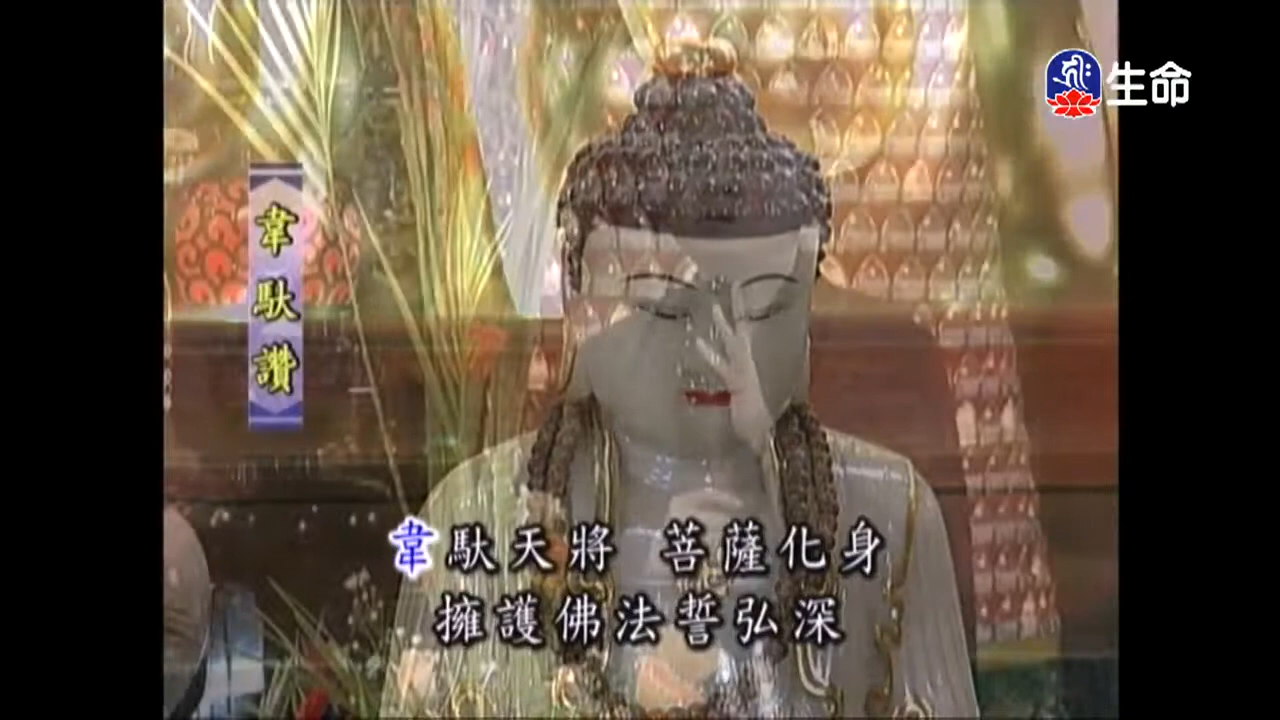 生命
韋馱讚
韋馱天將 菩薩化身
擁護佛法誓弘深